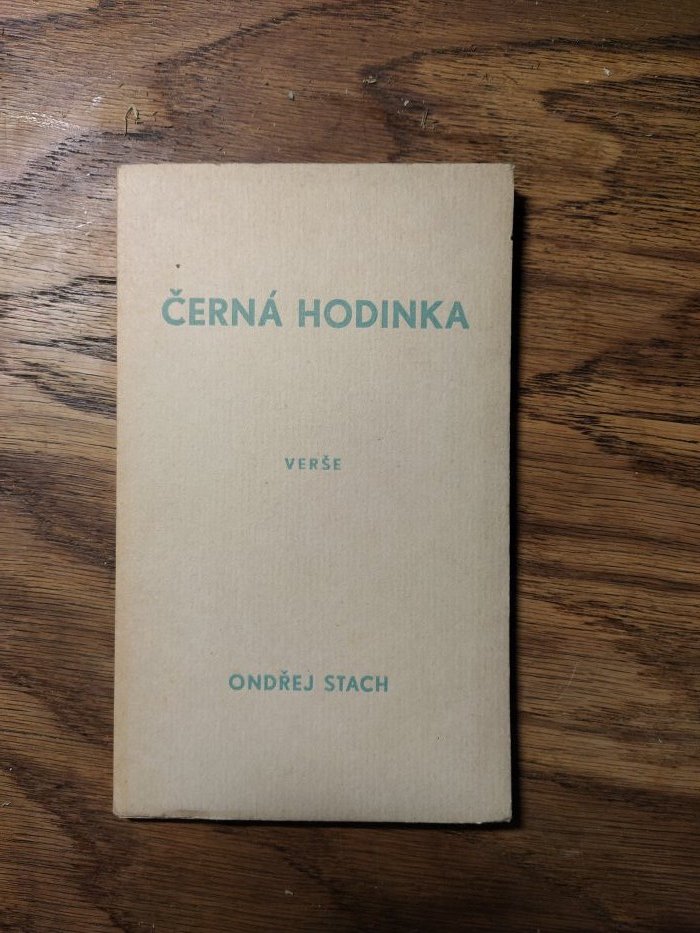 ČERNÁ HODINKA
VERŠE
ONDŘEJ STACH